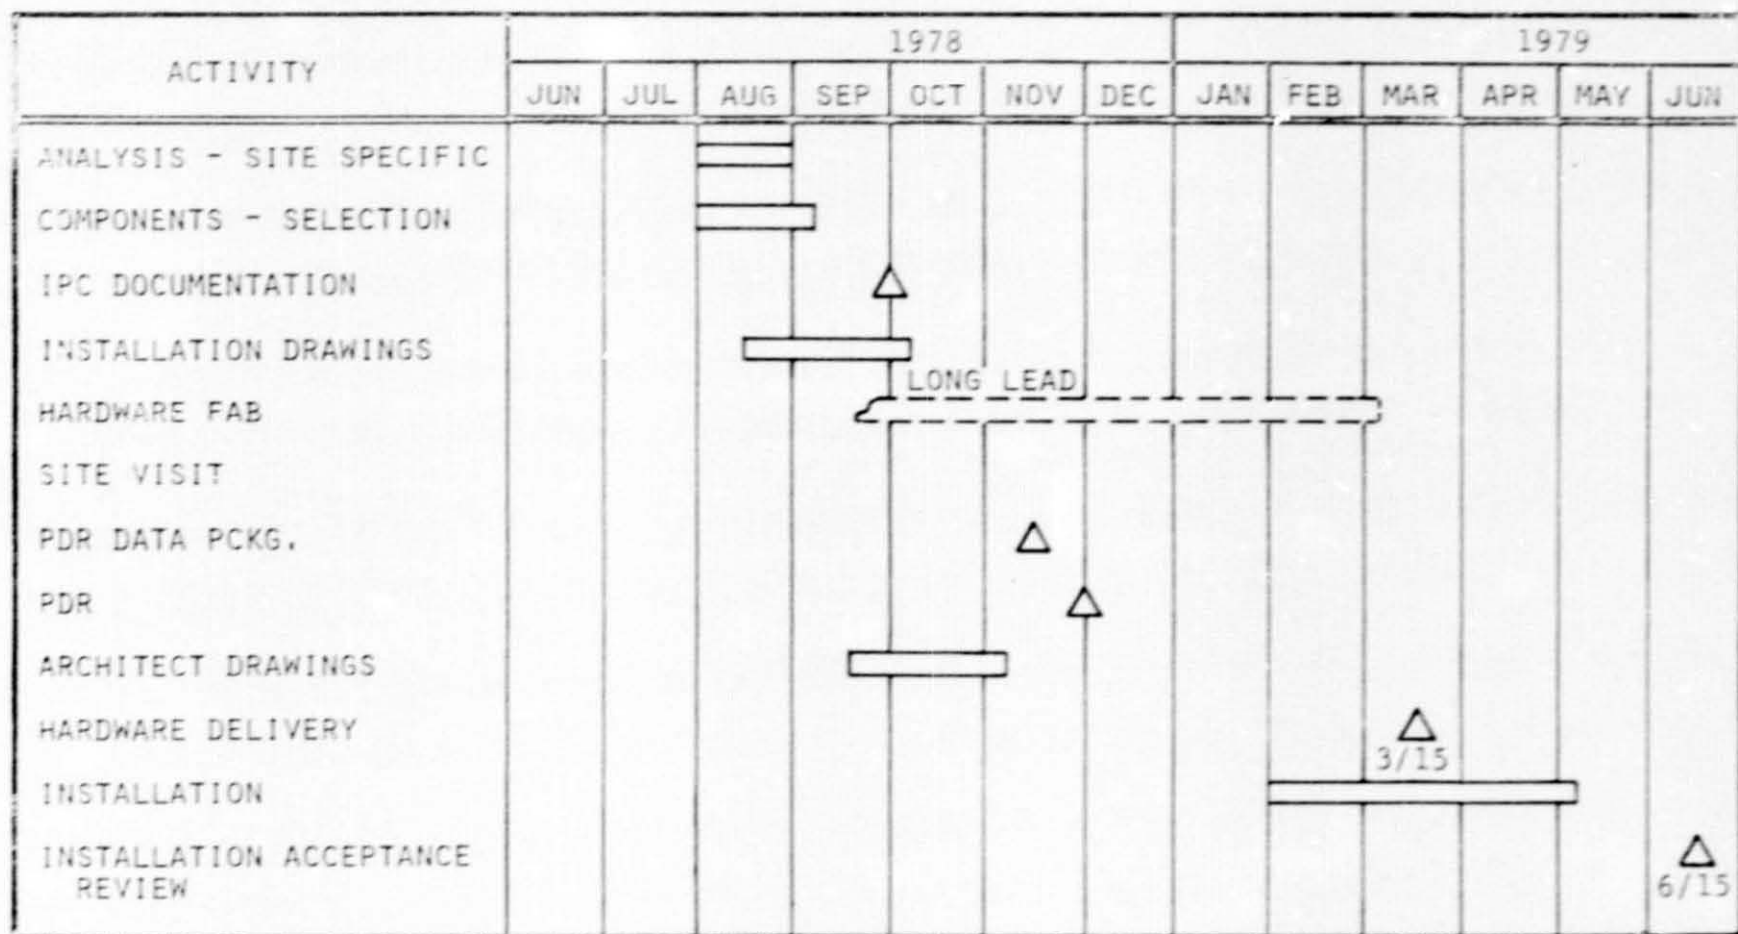 ACTIVITY
1978
1979
JUN JUL AUG SEP OCT NOV DEC JAN FEB MAR APR MAY JUN
ANALYSIS - SITE SPECIFIC
COMPONENTS - SELECTION
IPC DOCUMENTATION
INSTALLATION DRAWINGS
LONG LEAD
HARDWARE FAB
SITE VISIT
PDR DATA PCKG.
PDR
ARCHITECT DRAWINGS
HARDWARE DELIVERY
3/15
INSTALLATION
INSTALLATION ACCEPTANCE
REVIEW
6/15